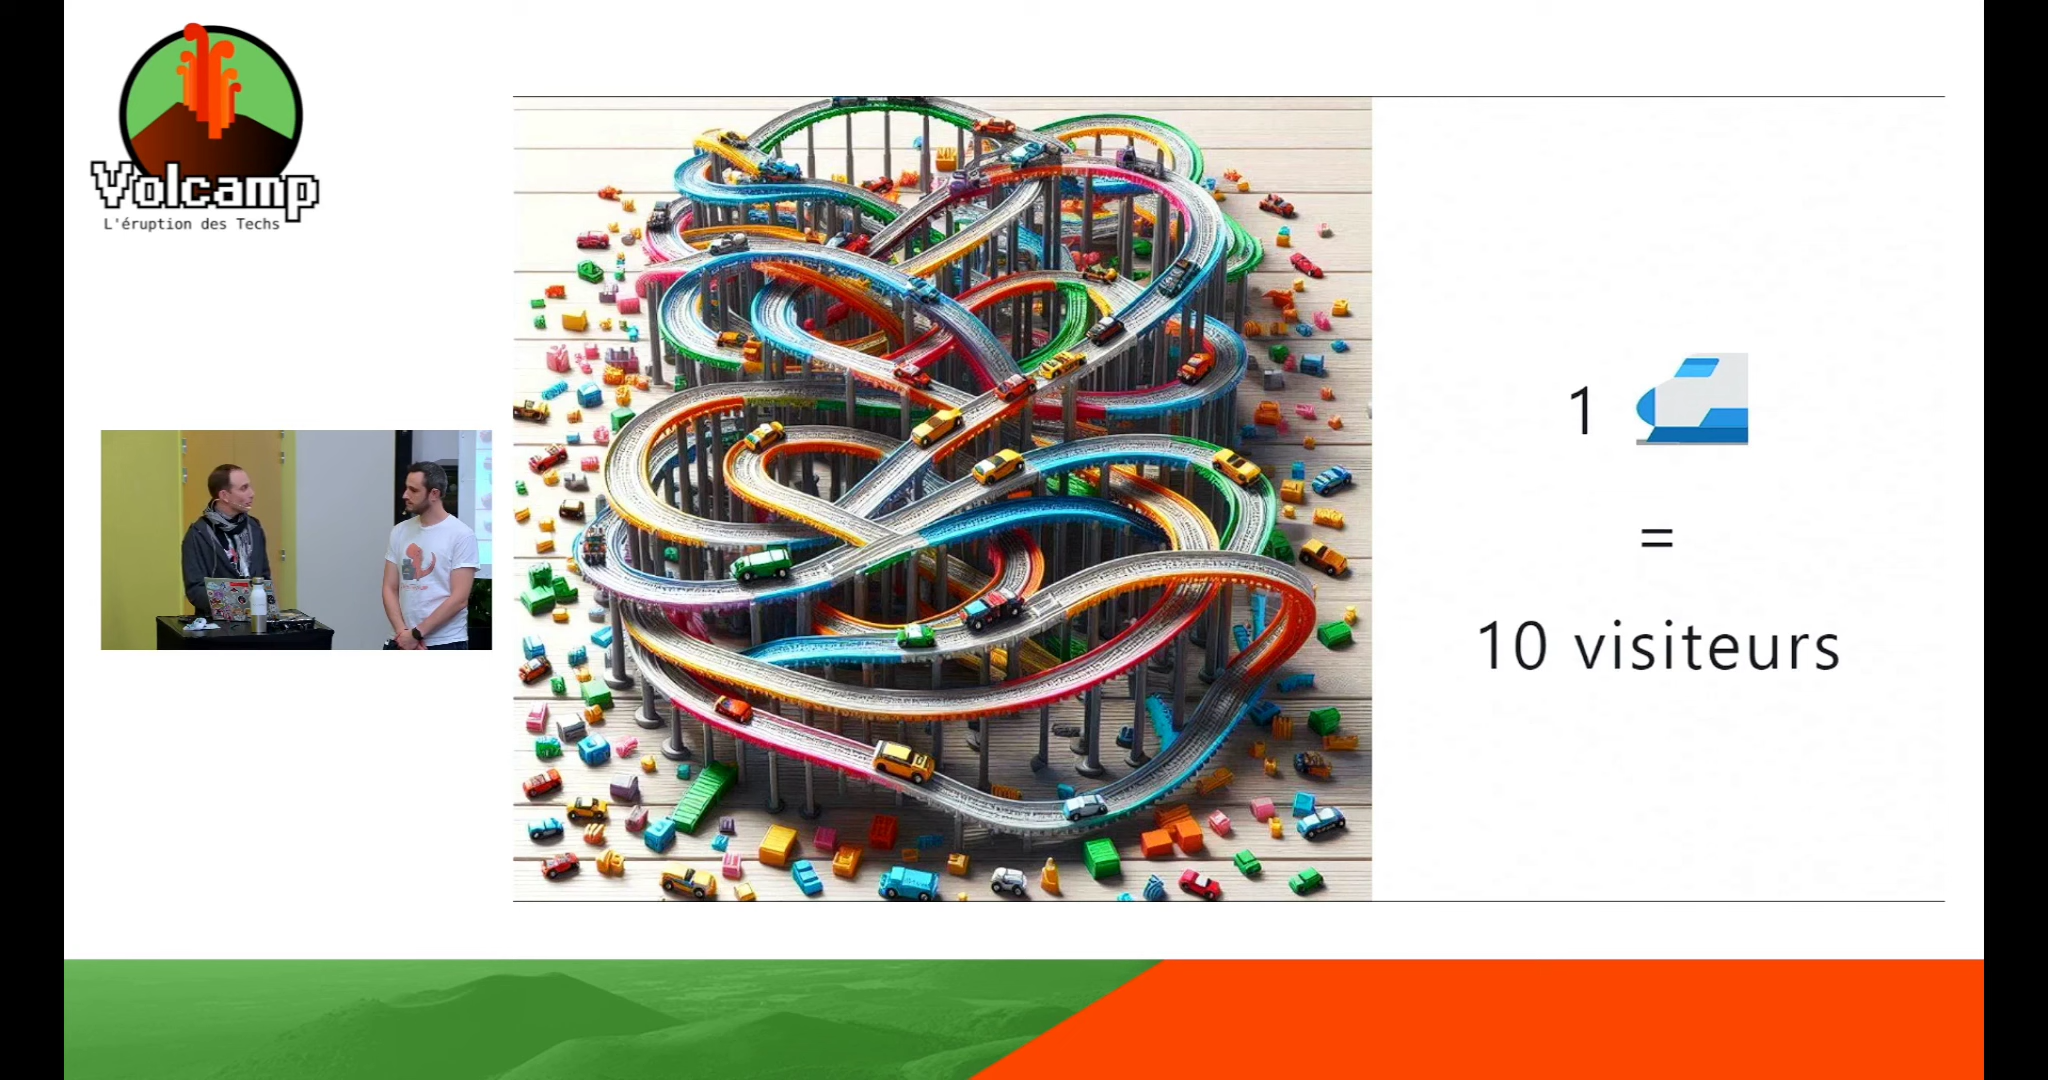 Volcamp
L'éruption des Techs
1
=
10 visiteurs